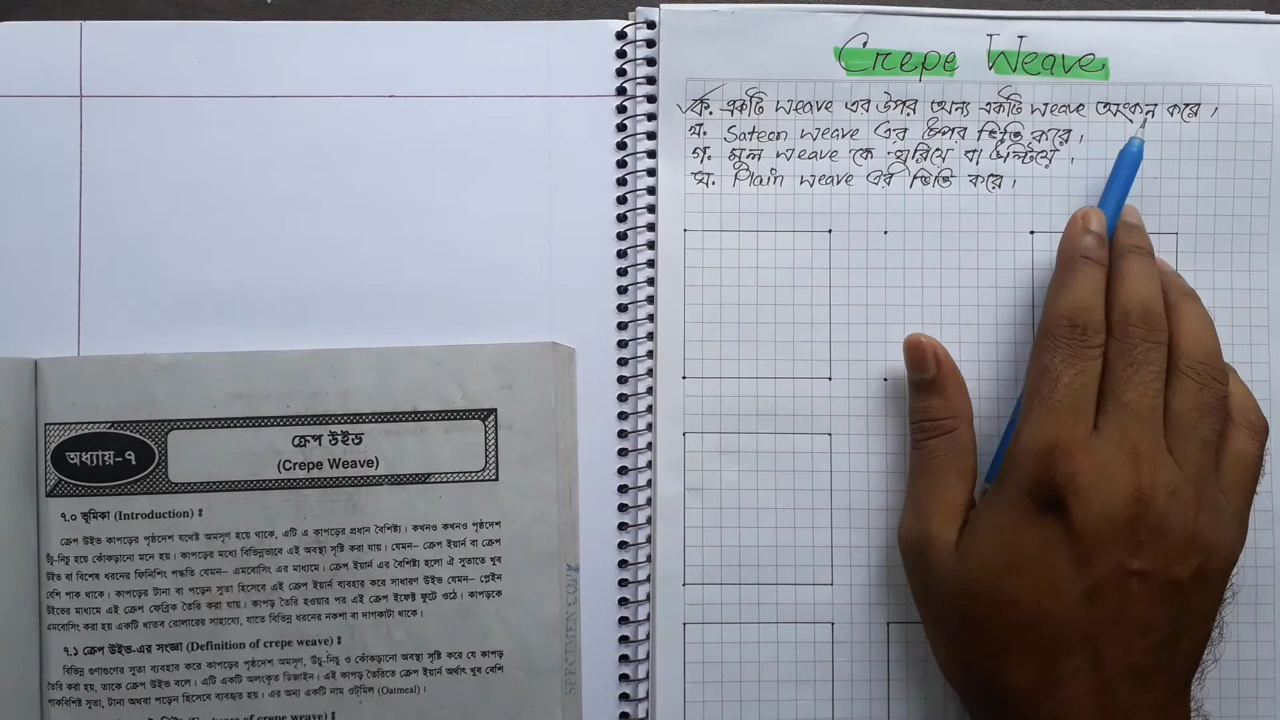 Crepe Weave
ক. একটি weave এর উপর অন্য একটি weave অংকন করে।
খ. Sateen weave এর উপর ভিত্তি করে।
গ. মূল weave কে ঘুরিয়ে বা উল্টিয়ে।
ঘ. Plain weave এর ভিত্তি করে।
অধ্যায়-৭
ক্রেপ উইভ
(Crepe Weave)
৭.০ ভূমিকা (Introduction) ঃ
ক্রেপ উইভ কাপড়ের পৃষ্ঠদেশ যথেষ্ট অমসৃণ হয়ে থাকে, এটি এ কাপড়ের প্রধান বৈশিষ্ট্য। কখনও কখনও পৃষ্ঠদেশ
উঁচু-নিচু হয়ে কোঁকড়ানো মনে হয়। কাপড়ের মধ্যে বিভিন্নভাবে এই অবস্থা সৃষ্টি করা যায়। যেমন– ক্রেপ ইয়ার্ন বা ক্রেপ
উইভ বা বিশেষ ধরনের ফিনিশিং পদ্ধতি যেমন– এমবোসিং এর মাধ্যমে। ক্রেপ ইয়ার্ন এর বৈশিষ্ট্য হলো ঐ সুতাতে খুব
বেশি পাক থাকে। কাপড়ের টানা বা পড়েন সুতা হিসেবে এই ক্রেপ ইয়ার্ন ব্যবহার করে সাধারণ উইভ যেমন– প্লেইন
উইভের মাধ্যমে এই ক্রেপ ফেব্রিক তৈরি করা যায়। কাপড় তৈরি হওয়ার পর এই ক্রেপ ইফেক্ট ফুটে ওঠে। কাপড়কে
এমবোসিং করা হয় একটি ধাতব রোলারের সাহায্যে, যাতে বিভিন্ন ধরনের নকশা বা দাগকাটা থাকে।
৭.১ ক্রেপ উইভ-এর সংজ্ঞা (Definition of crepe weave) ঃ
বিভিন্ন গুণাগুণের সুতা ব্যবহার করে কাপড়ের পৃষ্ঠদেশ অমসৃণ, উঁচু-নিচু ও কোঁকড়ানো অবস্থা সৃষ্টি করে যে কাপড়
তৈরি করা হয়, তাকে ক্রেপ উইভ বলে। এটি একটি অলংকৃত ডিজাইন। এই কাপড় তৈরিতে ক্রেপ ইয়ার্ন অর্থাৎ খুব বেশি
পাকবিশিষ্ট সুতা, টানা অথবা পড়েন হিসেবে ব্যবহৃত হয়। এর অন্য একটি নাম ওটমিল (Oatmeal)।
of crepe weave) ঃ
SPECIMEN COPY